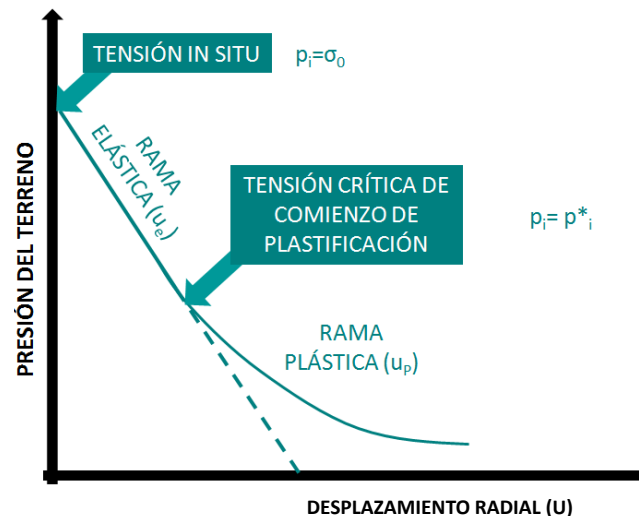 TENSIÓN IN SITU
pᵢ=σ₀
RAMA
ELÁSTICA (uₑ)
TENSIÓN CRÍTICA DE
COMIENZO DE
PLASTIFICACIÓN
pᵢ= p*ᵢ
RAMA
PLÁSTICA (uₚ)
PRESIÓN DEL TERRENO
DESPLAZAMIENTO RADIAL (U)